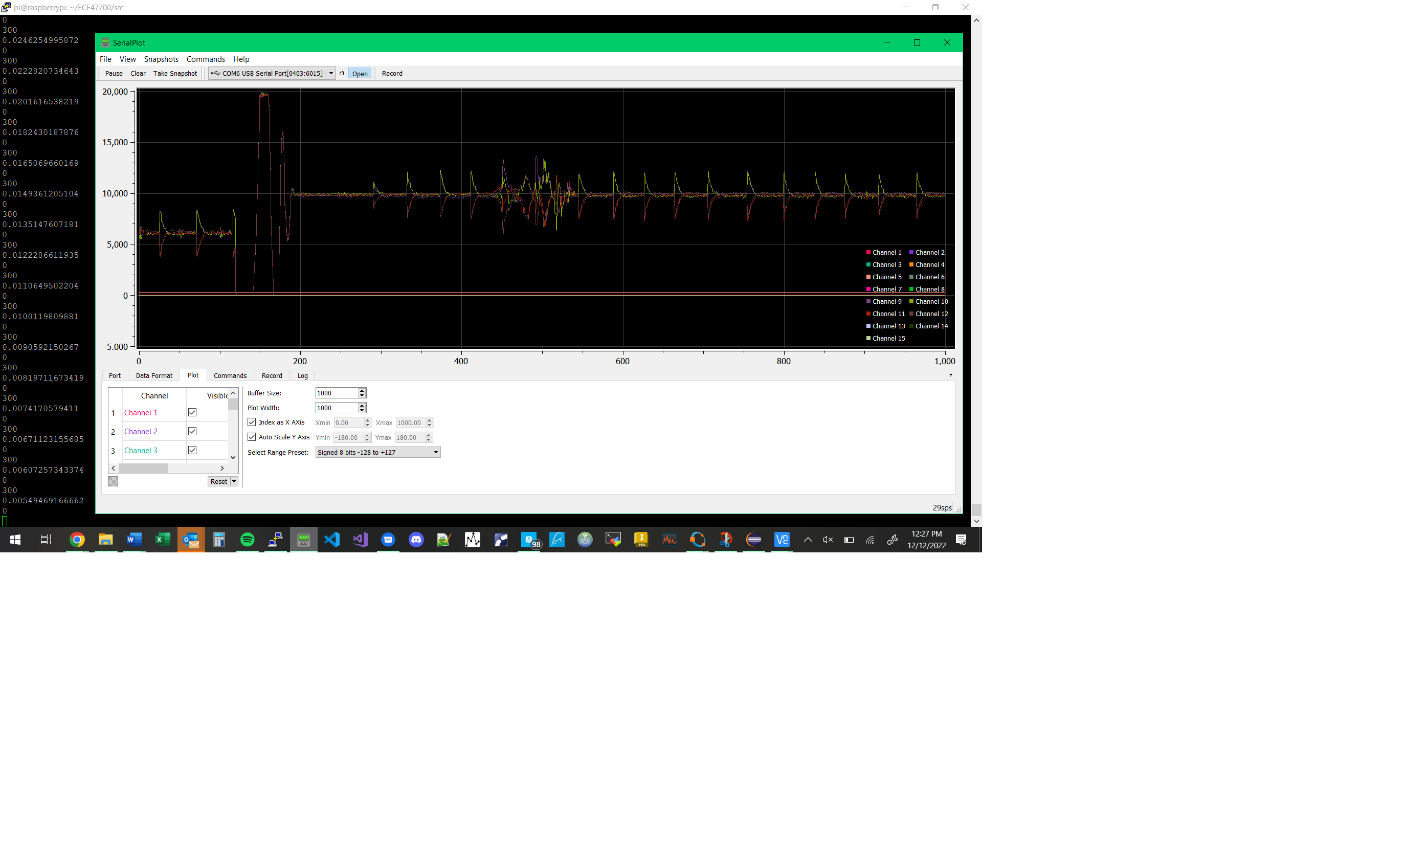 pi@raspberrypi: ~/ECE47700/src
0
300
0.0246254995872
0
300
0.0222820734643
0
300
0.0201616538219
0
300
0.0182430187876
0
300
0.0165069660169
0
300
0.0149361205104
0
300
0.0135147607181
0
300
0.0122206611935
0
300
0.0110649502204
0
300
0.0100119809881
0
300
0.0090592150267
0
300
0.00819711673419
0
300
0.0074170579411
0
300
0.00671123155695
0
300
0.00607257343374
0
300
0.00549469166662
0
SerialPlot
File View Snapshots Commands Help
Pause Clear Take Snapshot COM6 USB Serial Port[0403:6015] Open Record
20,000
15,000
10,000
5,000
0
-5,000
0 200 400 600 800 1,000
Channel 1 Channel 2
Channel 3 Channel 4
Channel 5 Channel 6
Channel 7 Channel 8
Channel 9 Channel 10
Channel 11 Channel 12
Channel 13 Channel 14
Channel 15
Port Data Format Plot Commands Record Log
Channel Visible
1 Channel 1
2 Channel 2
3 Channel 3
Reset
Buffer Size: 1000
Plot Width: 1000
Index as X AXis Xmin 0.00 Xmax 1000.00
Auto Scale Y Axis Ymin -180.00 Ymax 180.00
Select Range Preset: Signed 8 bits -128 to +127
29sps
98
12:27 PM
12/12/2022